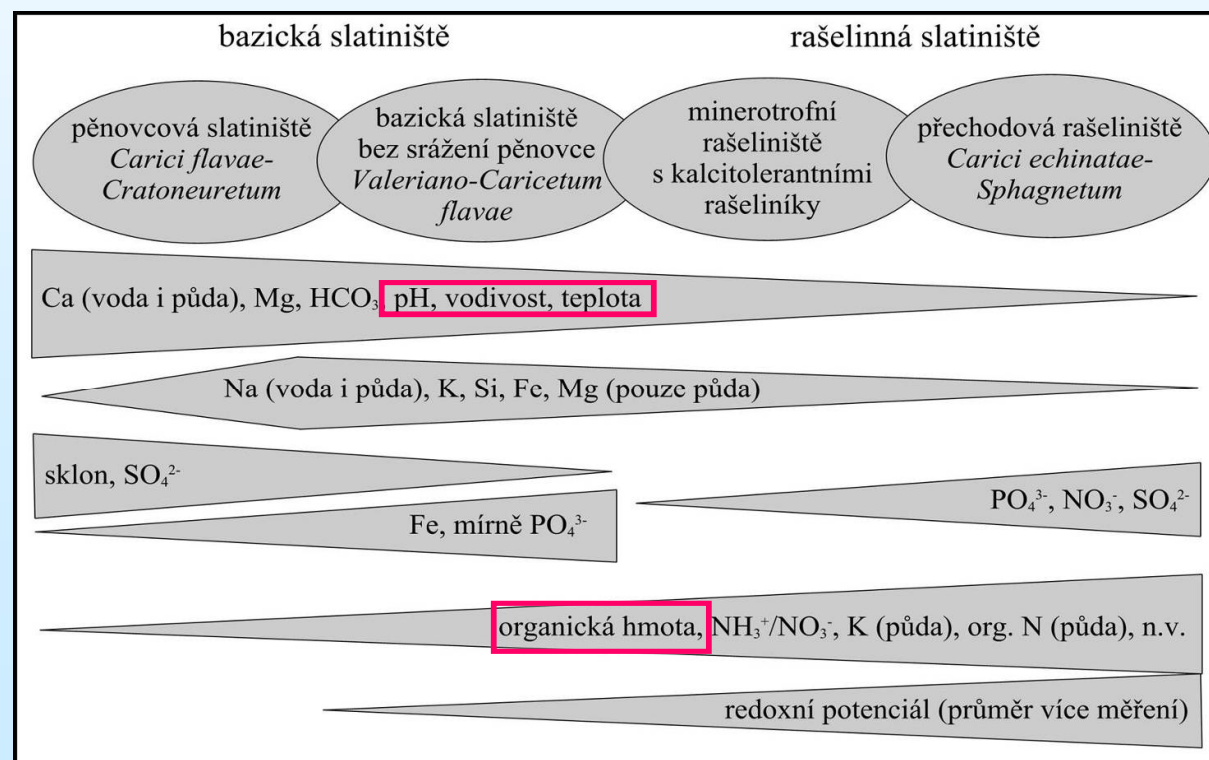 bazická slatiniště
rašelinná slatiniště
pěnovcová slatiniště
Carici flavae-
Cratoneuretum
bazická slatiniště
bez srážení pěnovce
Valeriano-Caricetum
flavae
minerotrofní
rašeliniště
s kalcitolerantními
rašeliníky
přechodová rašeliniště
Carici echinatae-
Sphagnetum
Ca (voda i půda), Mg, HCO₃, pH, vodivost, teplota
Na (voda i půda), K, Si, Fe, Mg (pouze půda)
sklon, SO₄²⁻
Fe, mírně PO₄³⁻
PO₄³⁻, NO₃⁻, SO₄²⁻
organická hmota, NH₃⁺/NO₃⁻, K (půda), org. N (půda), n.v.
redoxní potenciál (průměr více měření)